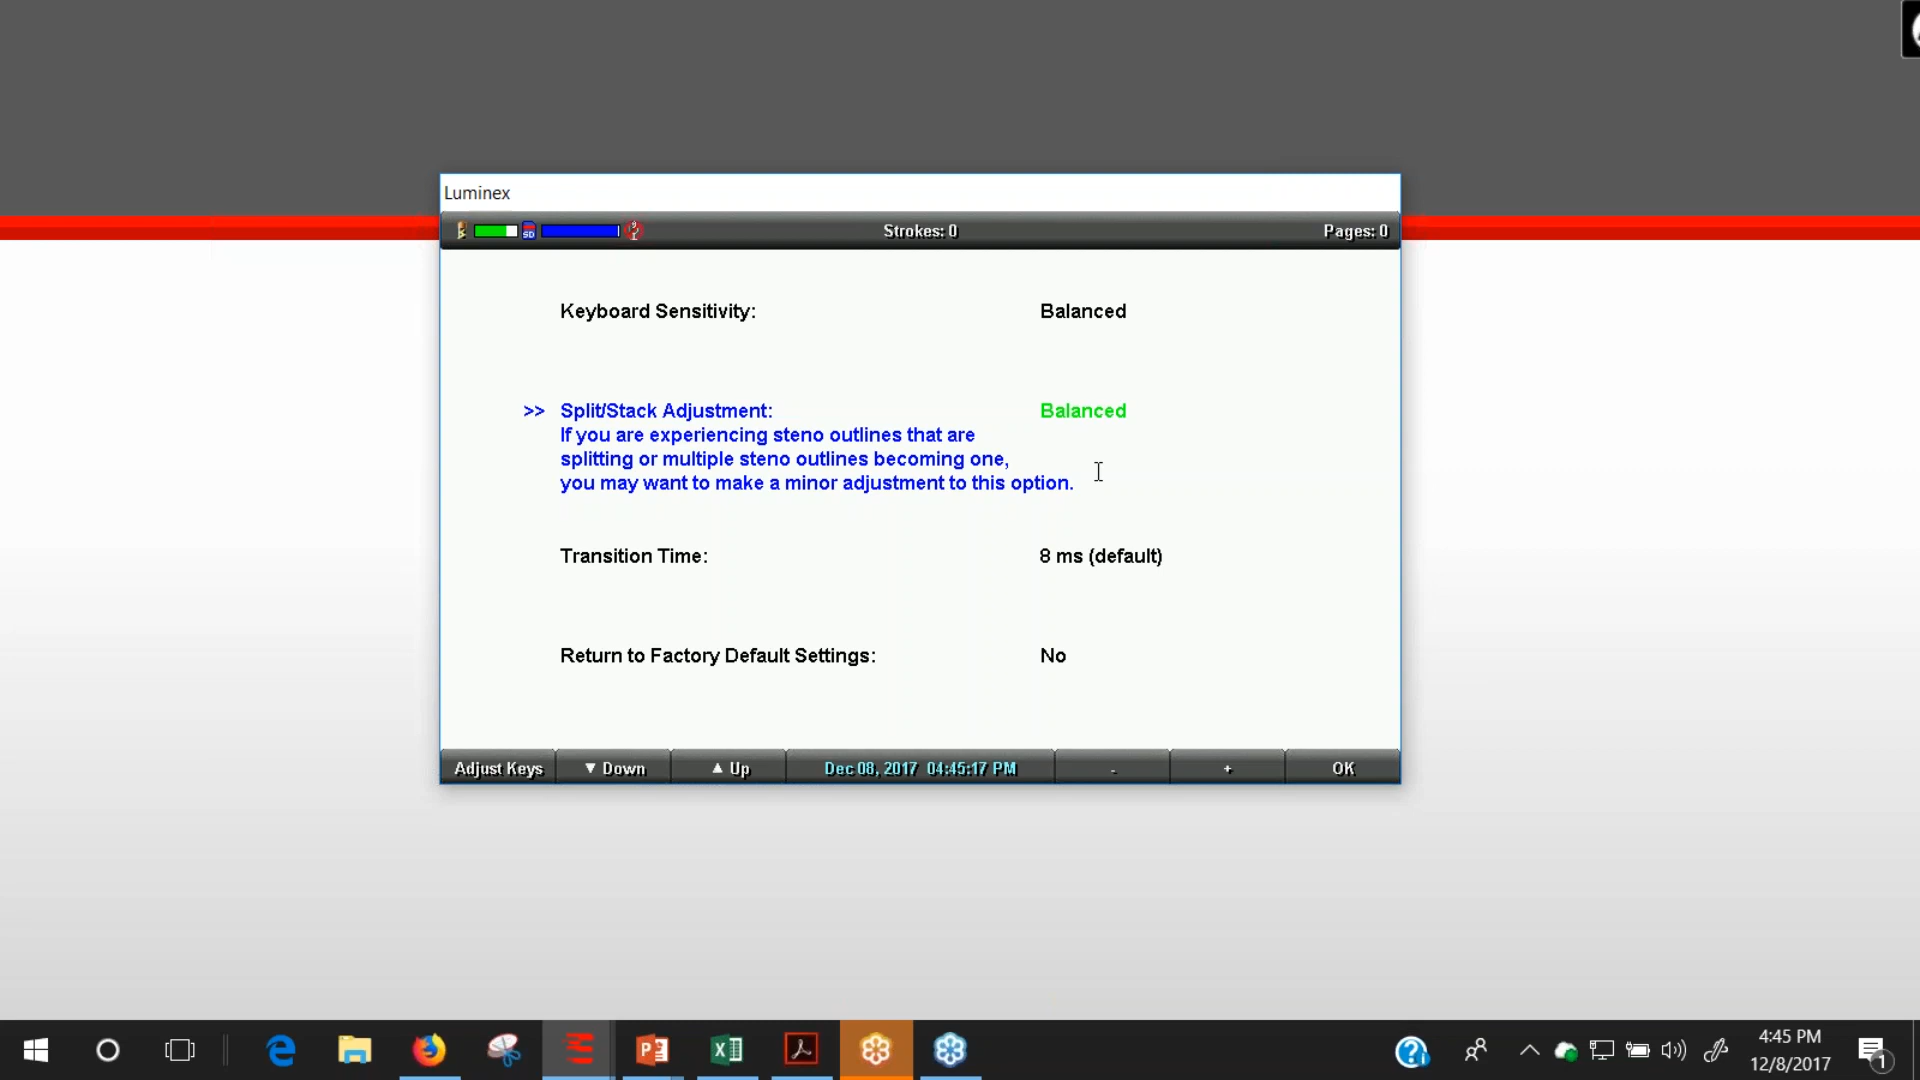 Luminex
Strokes: 0
Pages: 0
Keyboard Sensitivity: Balanced
>> Split/Stack Adjustment: Balanced
If you are experiencing steno outlines that are
splitting or multiple steno outlines becoming one,
you may want to make a minor adjustment to this option.
Transition Time: 8 ms (default)
Return to Factory Default Settings: No
Adjust Keys ▼ Down ▲ Up Dec 08, 2017 04:45:17 PM - + OK
4:45 PM
12/8/2017
1